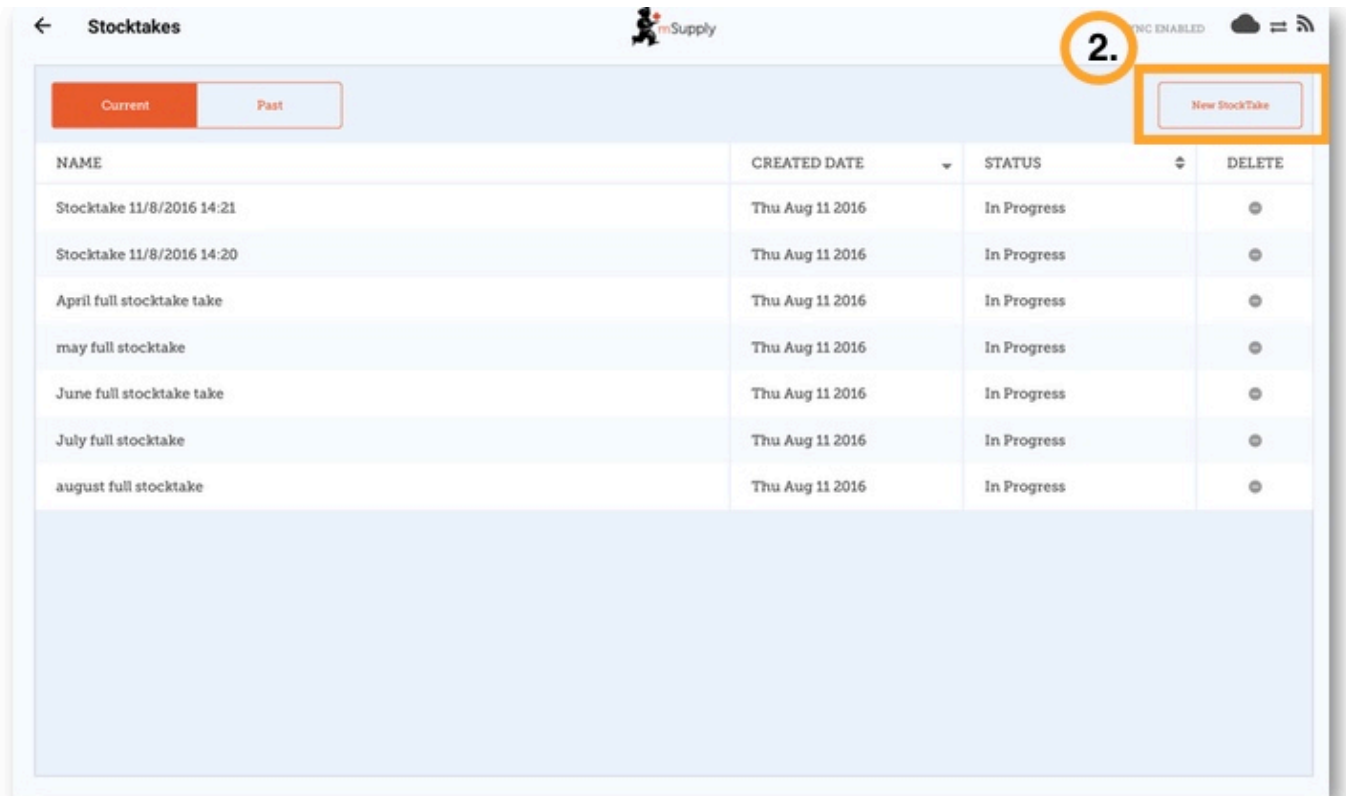 Stocktakes
mSupply
2.
NC ENABLED
Current
Past
New StockTake
NAME CREATED DATE STATUS DELETE
Stocktake 11/8/2016 14:21 Thu Aug 11 2016 In Progress
Stocktake 11/8/2016 14:20 Thu Aug 11 2016 In Progress
April full stocktake take Thu Aug 11 2016 In Progress
may full stocktake Thu Aug 11 2016 In Progress
June full stocktake take Thu Aug 11 2016 In Progress
July full stocktake Thu Aug 11 2016 In Progress
august full stocktake Thu Aug 11 2016 In Progress